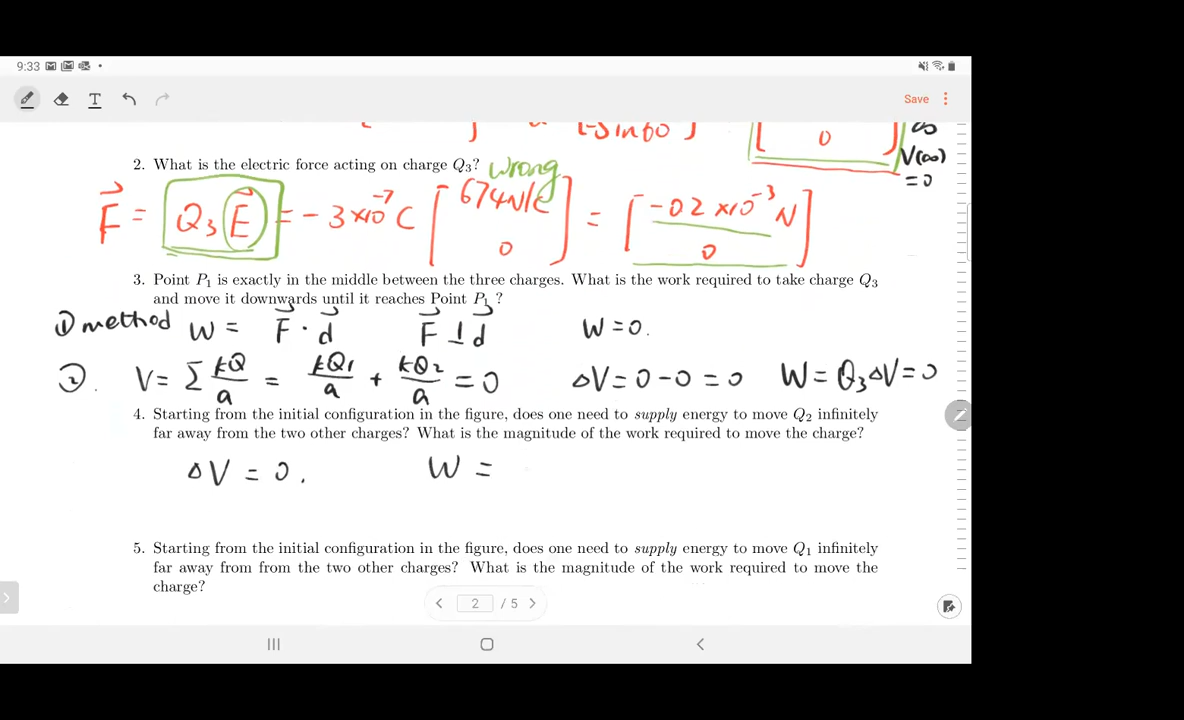 9:33
Save
[-sin60]
0
∞
V(∞)
=0
2. What is the electric force acting on charge Q₃? wrong
F⃗ = Q₃E⃗ = -3×10⁻⁷C [674N/C 0] = [-02×10⁻³N 0]
3. Point P₁ is exactly in the middle between the three charges. What is the work required to take charge Q₃
and move it downwards until it reaches Point P₁?
① method W = F⃗·d⃗ F⃗⊥d⃗ W=0.
②. V= Σ kQ/a = kQ₁/a + kQ₂/a = 0 ΔV=0-0=0 W=Q₃ΔV=0
4. Starting from the initial configuration in the figure, does one need to supply energy to move Q₂ infinitely
far away from the two other charges? What is the magnitude of the work required to move the charge?
ΔV=0. W=
5. Starting from the initial configuration in the figure, does one need to supply energy to move Q₁ infinitely
far away from from the two other charges? What is the magnitude of the work required to move the
charge?
2 / 5